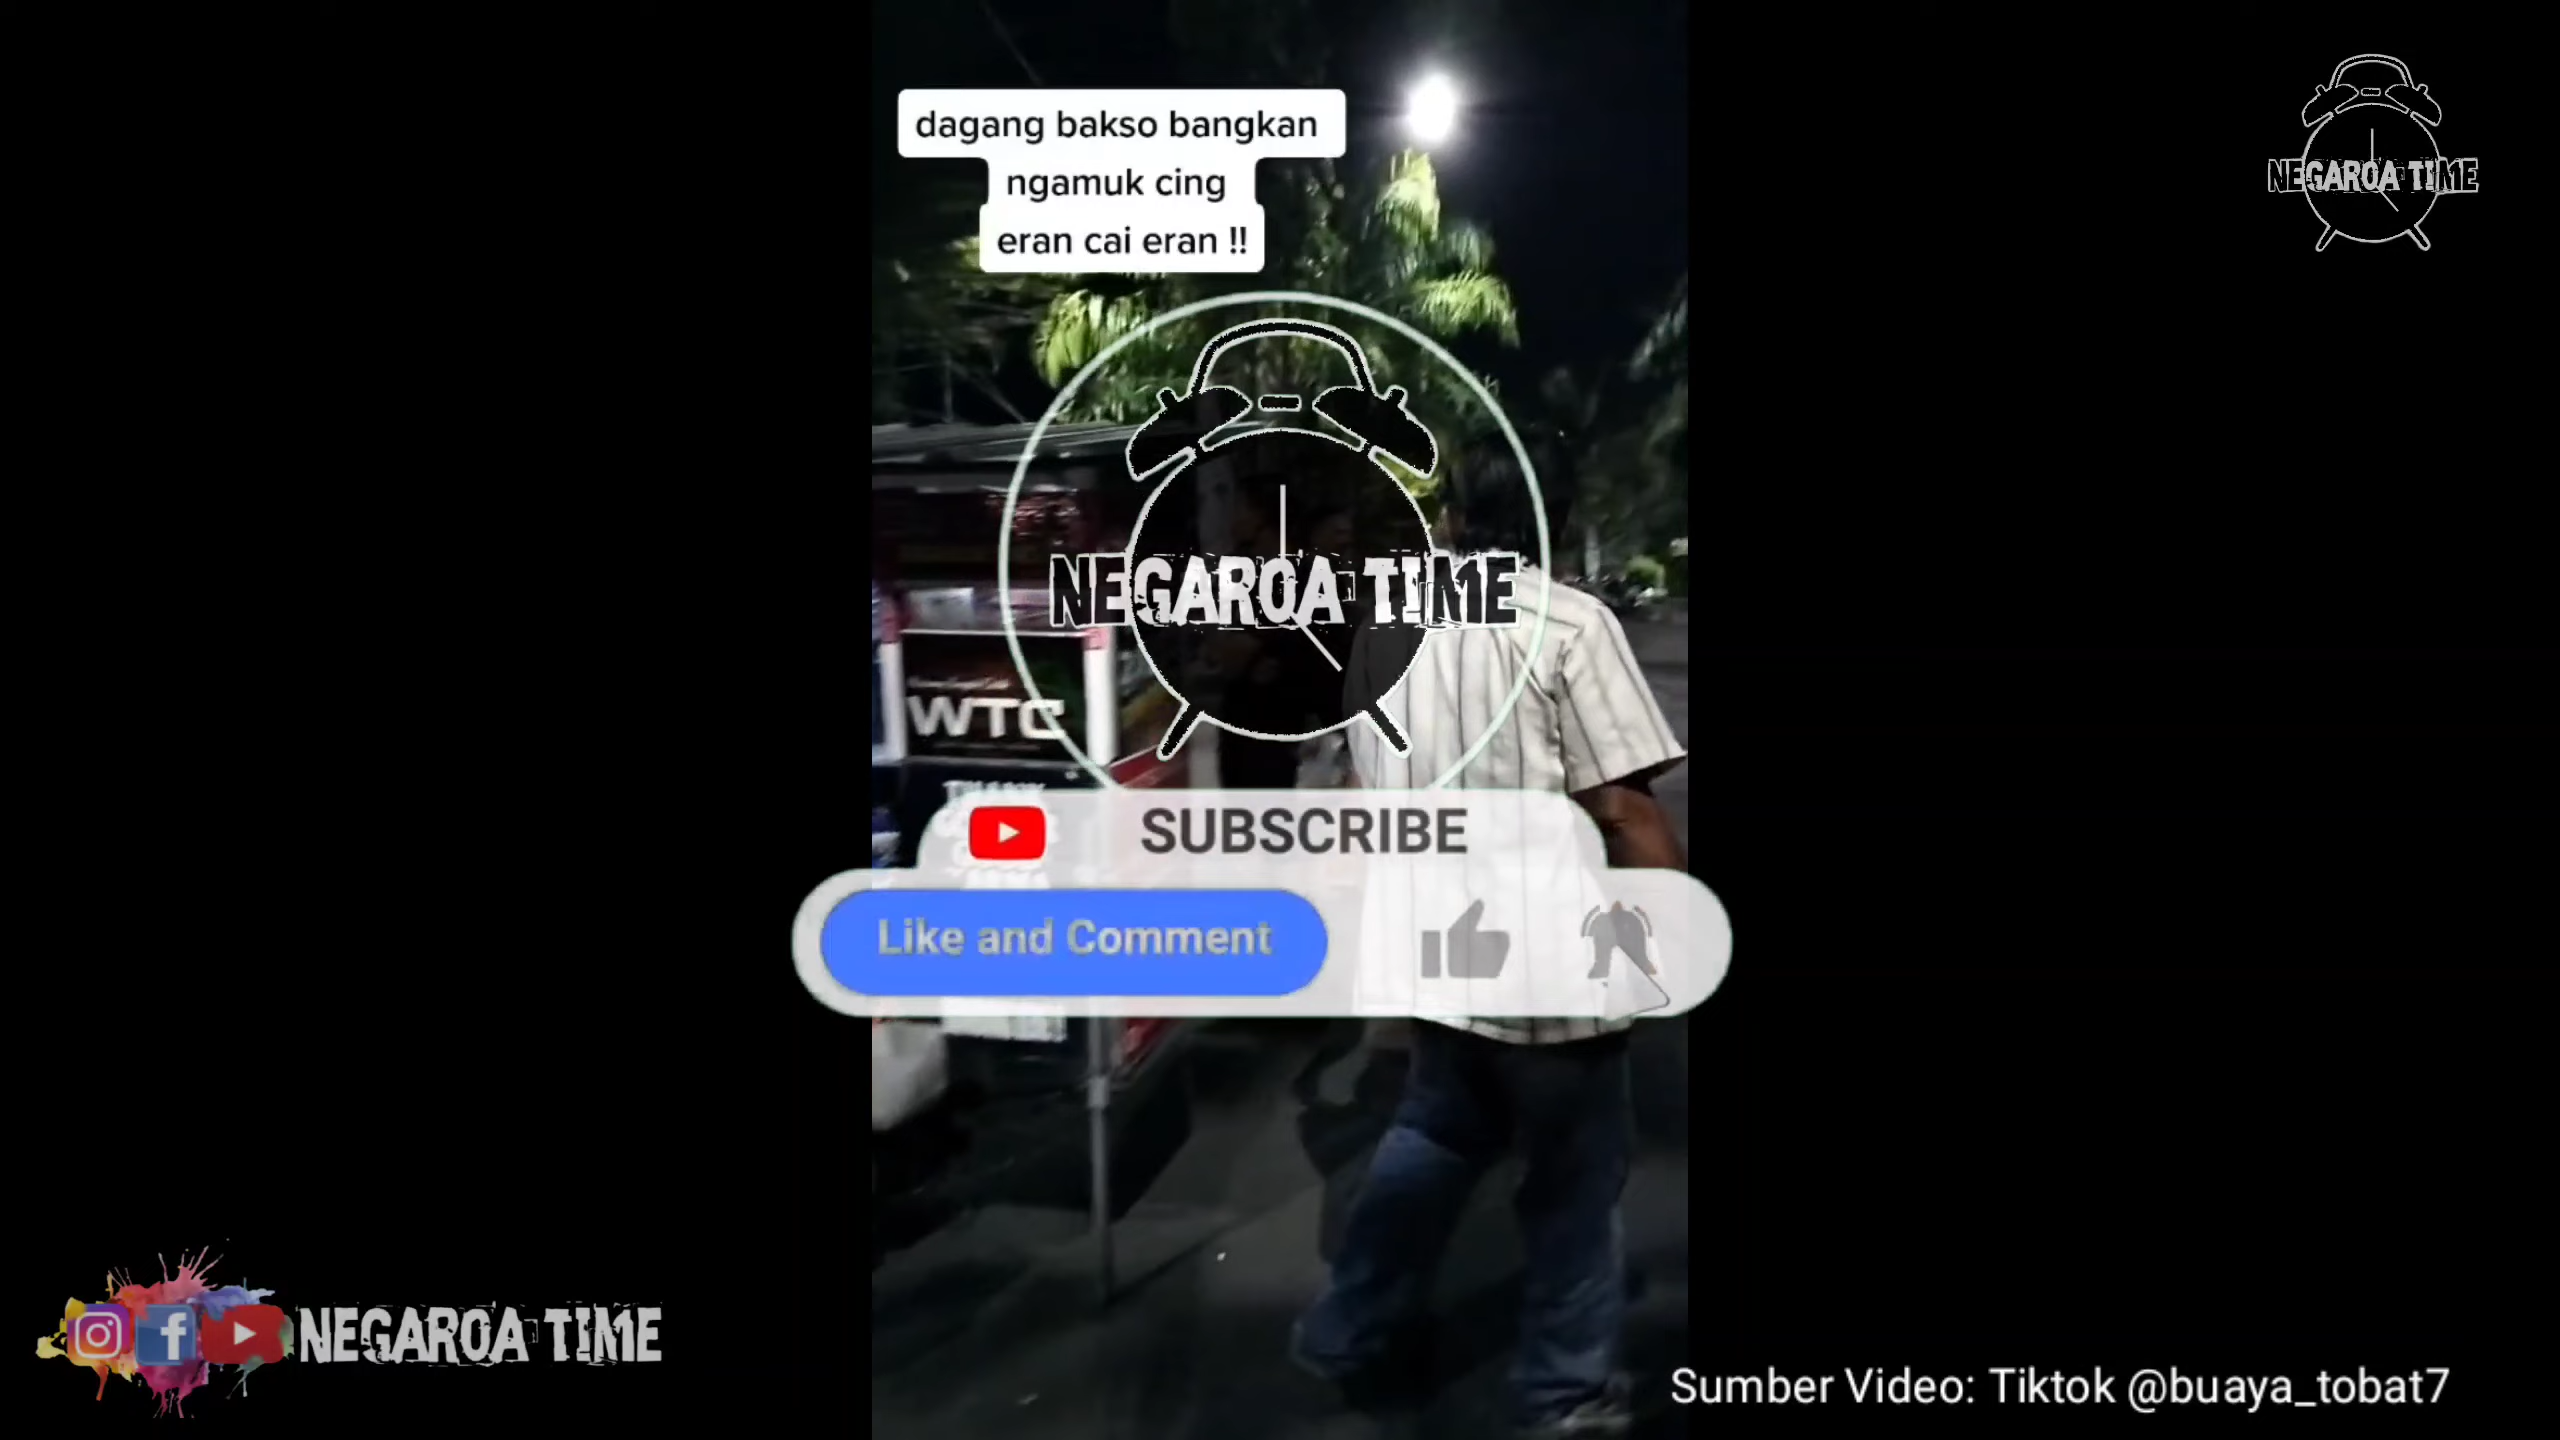 dagang bakso bangkan
ngamuk cing
eran cai eran !!
NEGAROA TIME
NEGAROA TIME
WTC
SUBSCRIBE
Like and Comment
NEGAROA TIME
Sumber Video: Tiktok @buaya_tobat7